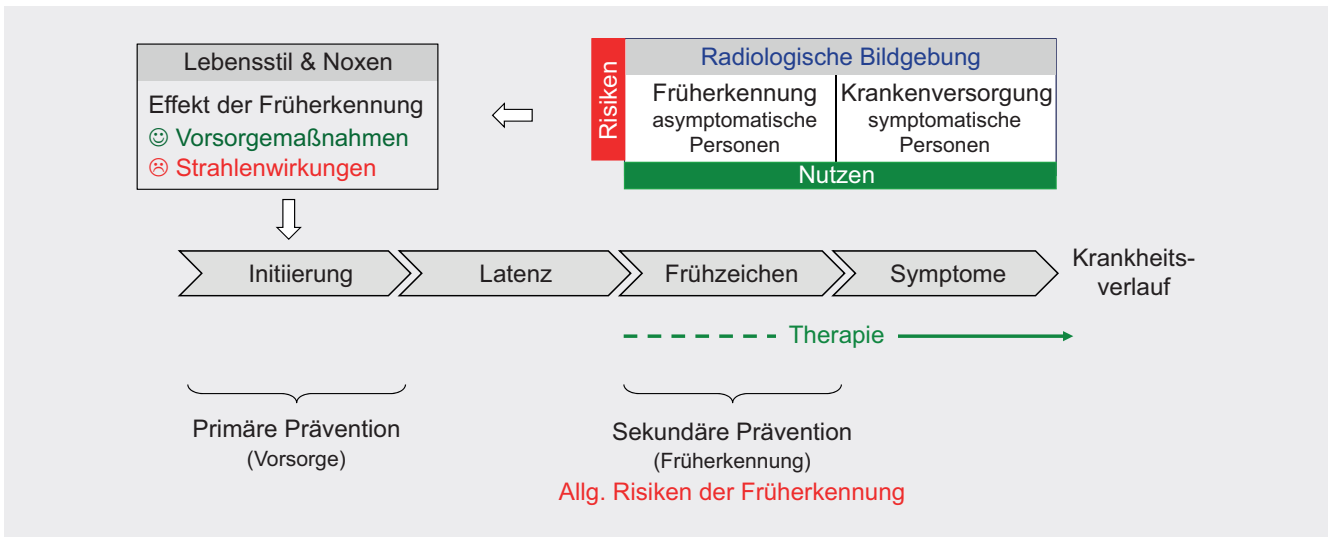 Lebensstil & Noxen
Effekt der Früherkennung
☺ Vorsorgemaßnahmen
☹ Strahlenwirkungen
Risiken
Radiologische Bildgebung
Früherkennung
asymptomatische
Personen
Krankenversorgung
symptomatische
Personen
Nutzen
Initiierung
Latenz
Frühzeichen
Symptome
Krankheits-
verlauf
Therapie
Primäre Prävention
(Vorsorge)
Sekundäre Prävention
(Früherkennung)
Allg. Risiken der Früherkennung